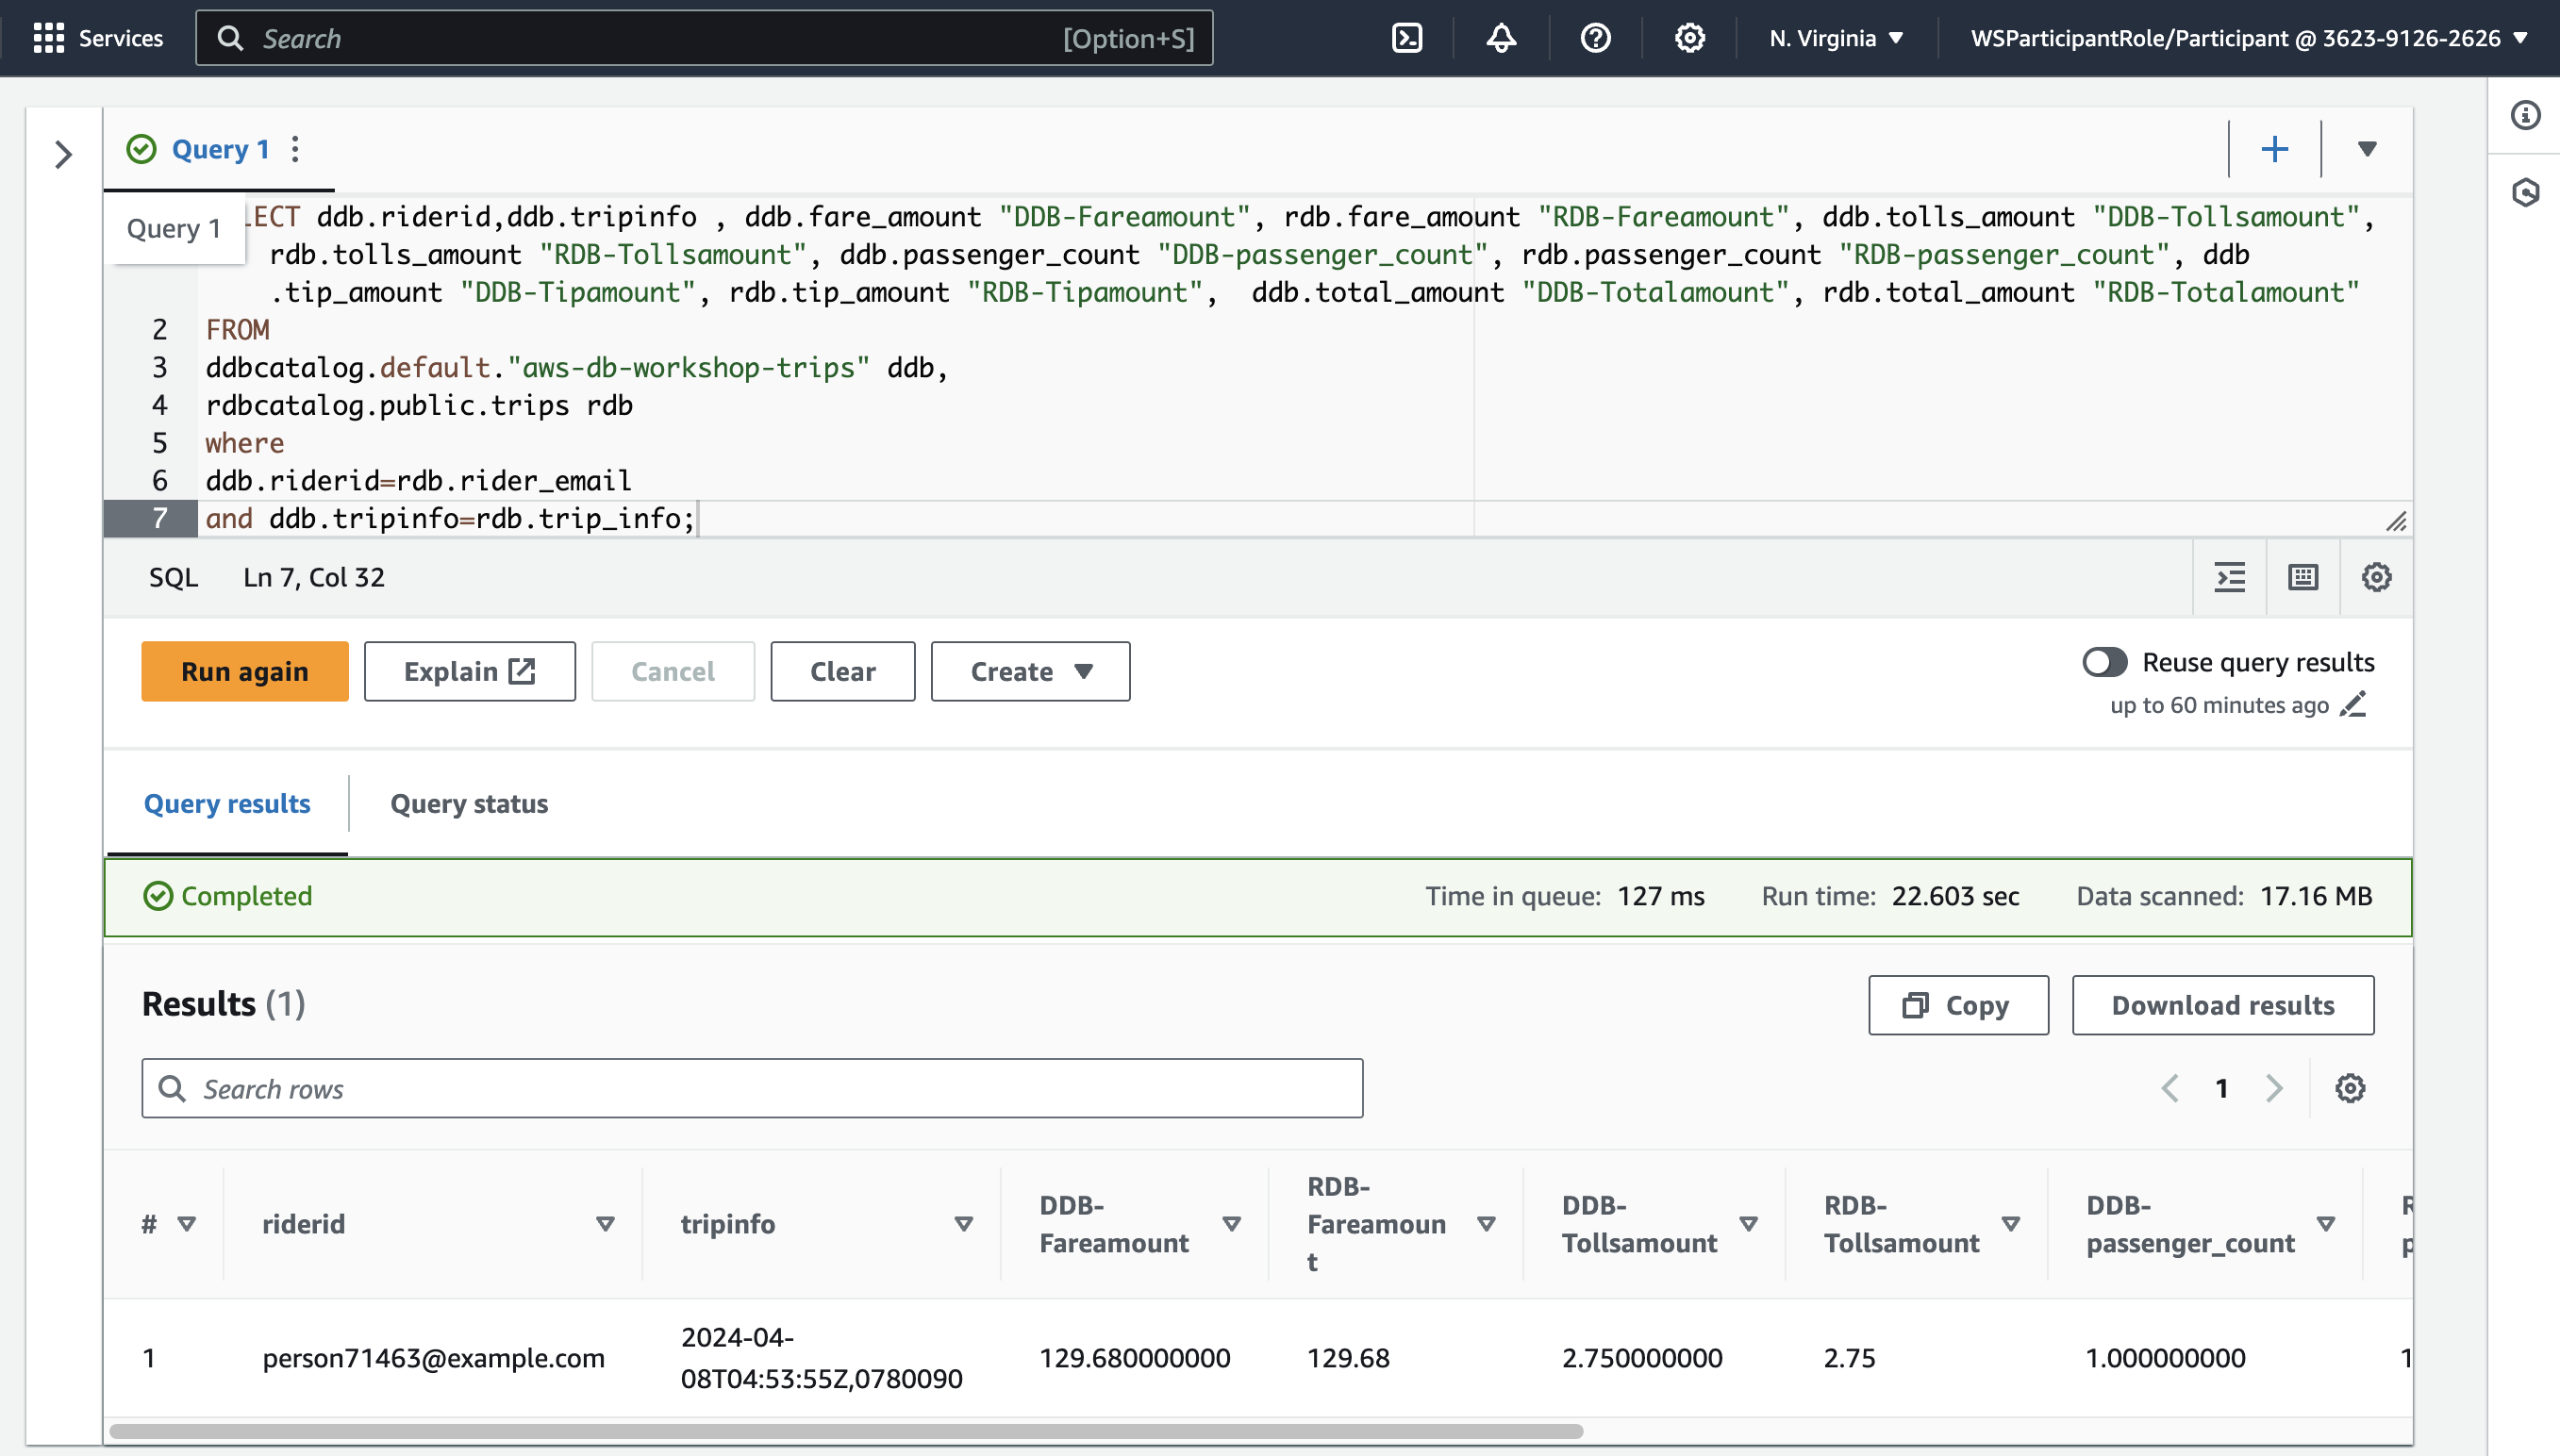 Services
Search
[Option+S]
N. Virginia
WSParticipantRole/Participant @ 3623-9126-2626
Query 1
Query 1
LECT ddb.riderid,ddb.tripinfo , ddb.fare_amount "DDB-Fareamount", rdb.fare_amount "RDB-Fareamount", ddb.tolls_amount "DDB-Tollsamount",
rdb.tolls_amount "RDB-Tollsamount", ddb.passenger_count "DDB-passenger_count", rdb.passenger_count "RDB-passenger_count", ddb
.tip_amount "DDB-Tipamount", rdb.tip_amount "RDB-Tipamount",  ddb.total_amount "DDB-Totalamount", rdb.total_amount "RDB-Totalamount"
2 FROM
3 ddbcatalog.default."aws-db-workshop-trips" ddb,
4 rdbcatalog.public.trips rdb
5 where
6 ddb.riderid=rdb.rider_email
7 and ddb.tripinfo=rdb.trip_info;
SQL Ln 7, Col 32
Run again
Explain
Cancel
Clear
Create
Reuse query results
up to 60 minutes ago
Query results
Query status
Completed
Time in queue: 127 ms
Run time: 22.603 sec
Data scanned: 17.16 MB
Results (1)
Copy
Download results
Search rows
1
#
riderid
tripinfo
DDB-
Fareamount
RDB-
Fareamoun
t
DDB-
Tollsamount
RDB-
Tollsamount
DDB-
passenger_count
1
person71463@example.com
2024-04-
08T04:53:55Z,0780090
129.680000000
129.68
2.750000000
2.75
1.000000000
1